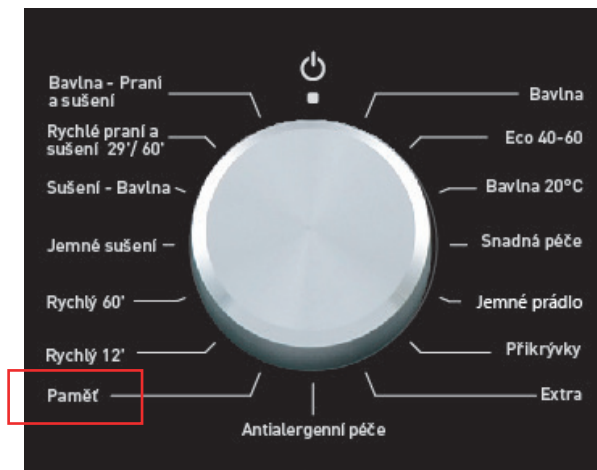 Bavlna - Praní
a sušení
Rychlé praní a
sušení 29'/ 60'
Sušení - Bavlna
Jemné sušení
Rychlý 60'
Rychlý 12'
Paměť
Antialergenní péče
Bavlna
Eco 40-60
Bavlna 20°C
Snadná péče
Jemné prádlo
Přikrývky
Extra